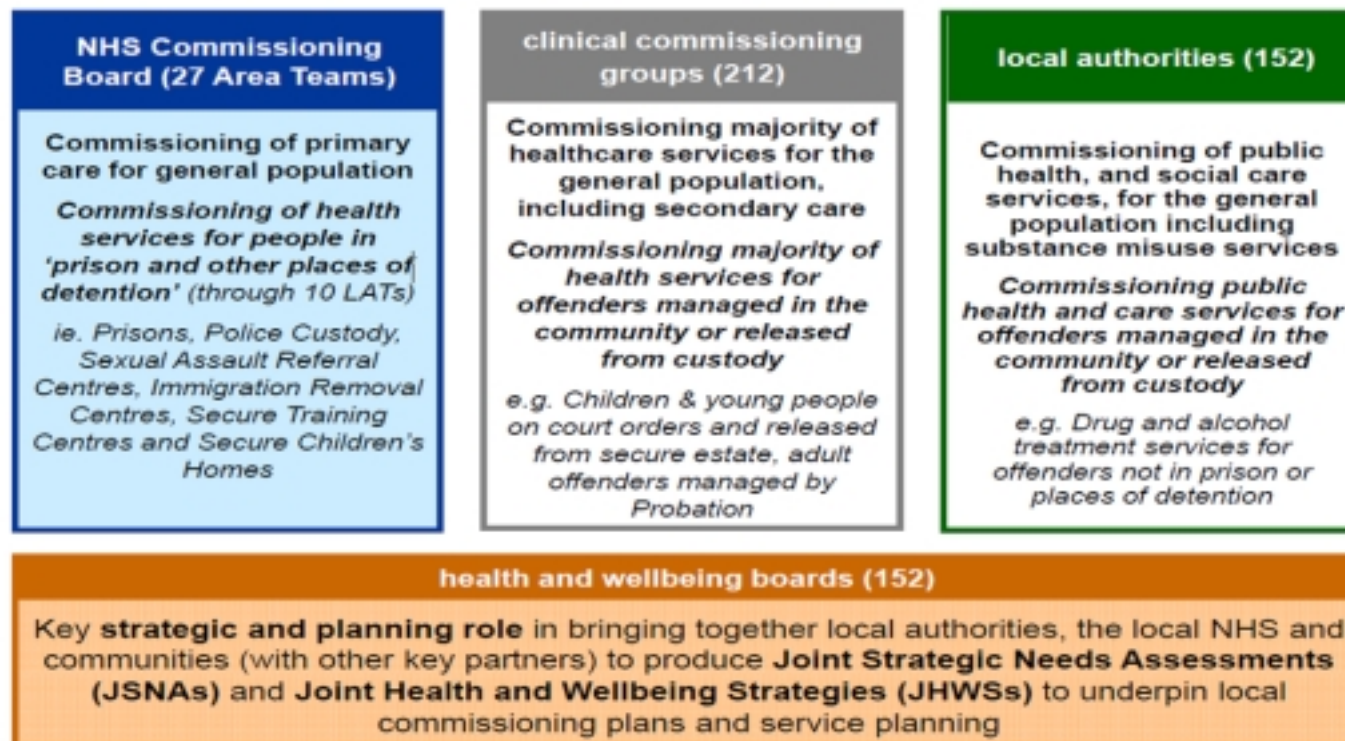 NHS Commissioning
Board (27 Area Teams)
Commissioning of primary
care for general population
Commissioning of health
services for people in
‘prison and other places of
detention’ (through 10 LATs)
ie. Prisons, Police Custody,
Sexual Assault Referral
Centres, Immigration Removal
Centres, Secure Training
Centres and Secure Children’s
Homes
clinical commissioning
groups (212)
Commissioning majority of
healthcare services for the
general population,
including secondary care
Commissioning majority of
health services for
offenders managed in the
community or released
from custody
e.g. Children & young people
on court orders and released
from secure estate, adult
offenders managed by
Probation
local authorities (152)
Commissioning of public
health, and social care
services, for the general
population including
substance misuse services
Commissioning public
health and care services for
offenders managed in the
community or released
from custody
e.g. Drug and alcohol
treatment services for
offenders not in prison or
places of detention
health and wellbeing boards (152)
Key strategic and planning role in bringing together local authorities, the local NHS and
communities (with other key partners) to produce Joint Strategic Needs Assessments
(JSNAs) and Joint Health and Wellbeing Strategies (JHWSs) to underpin local
commissioning plans and service planning